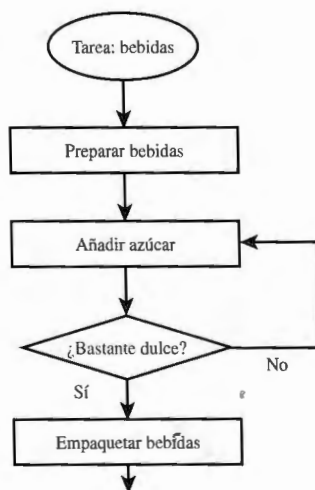 Tarea: bebidas
Preparar bebidas
Añadir azúcar
¿Bastante dulce?
No
Sí
Empaquetar bebidas